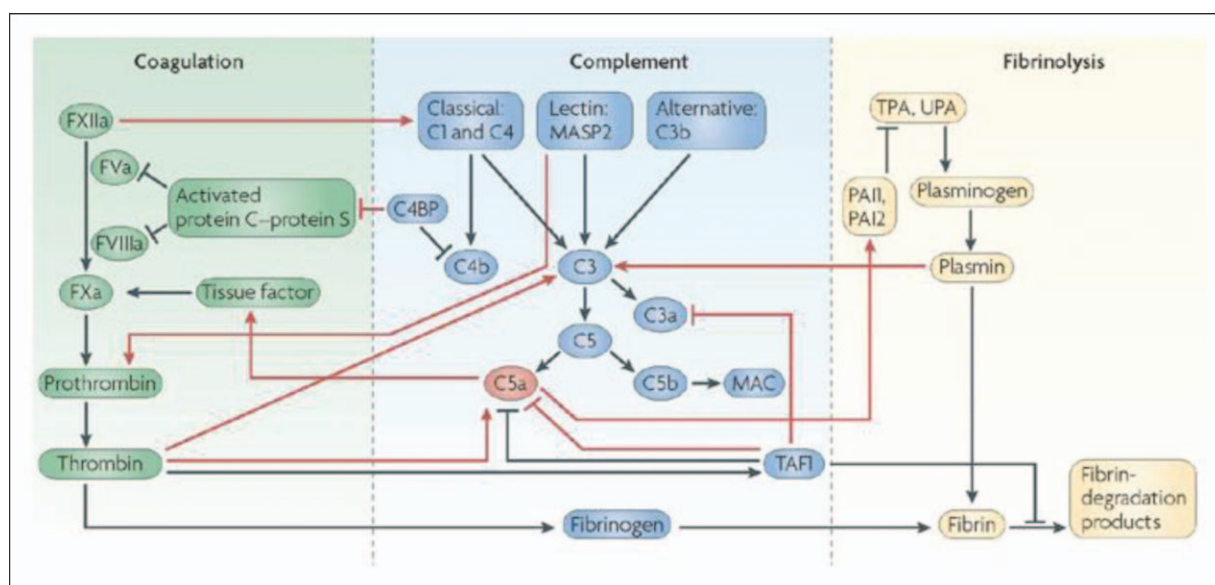 Coagulation
Complement
Fibrinolysis
FXIIa
Classical:
C1 and C4
Lectin:
MASP2
Alternative:
C3b
TPA, UPA
FVa
Activated
protein C–protein S
C4BP
PAI1,
PAI2
Plasminogen
FVIIIa
C4b
C3
Plasmin
FXa
Tissue factor
C3a
C5
Prothrombin
C5a
C5b
MAC
Thrombin
TAFI
Fibrin-
degradation
products
Fibrinogen
Fibrin